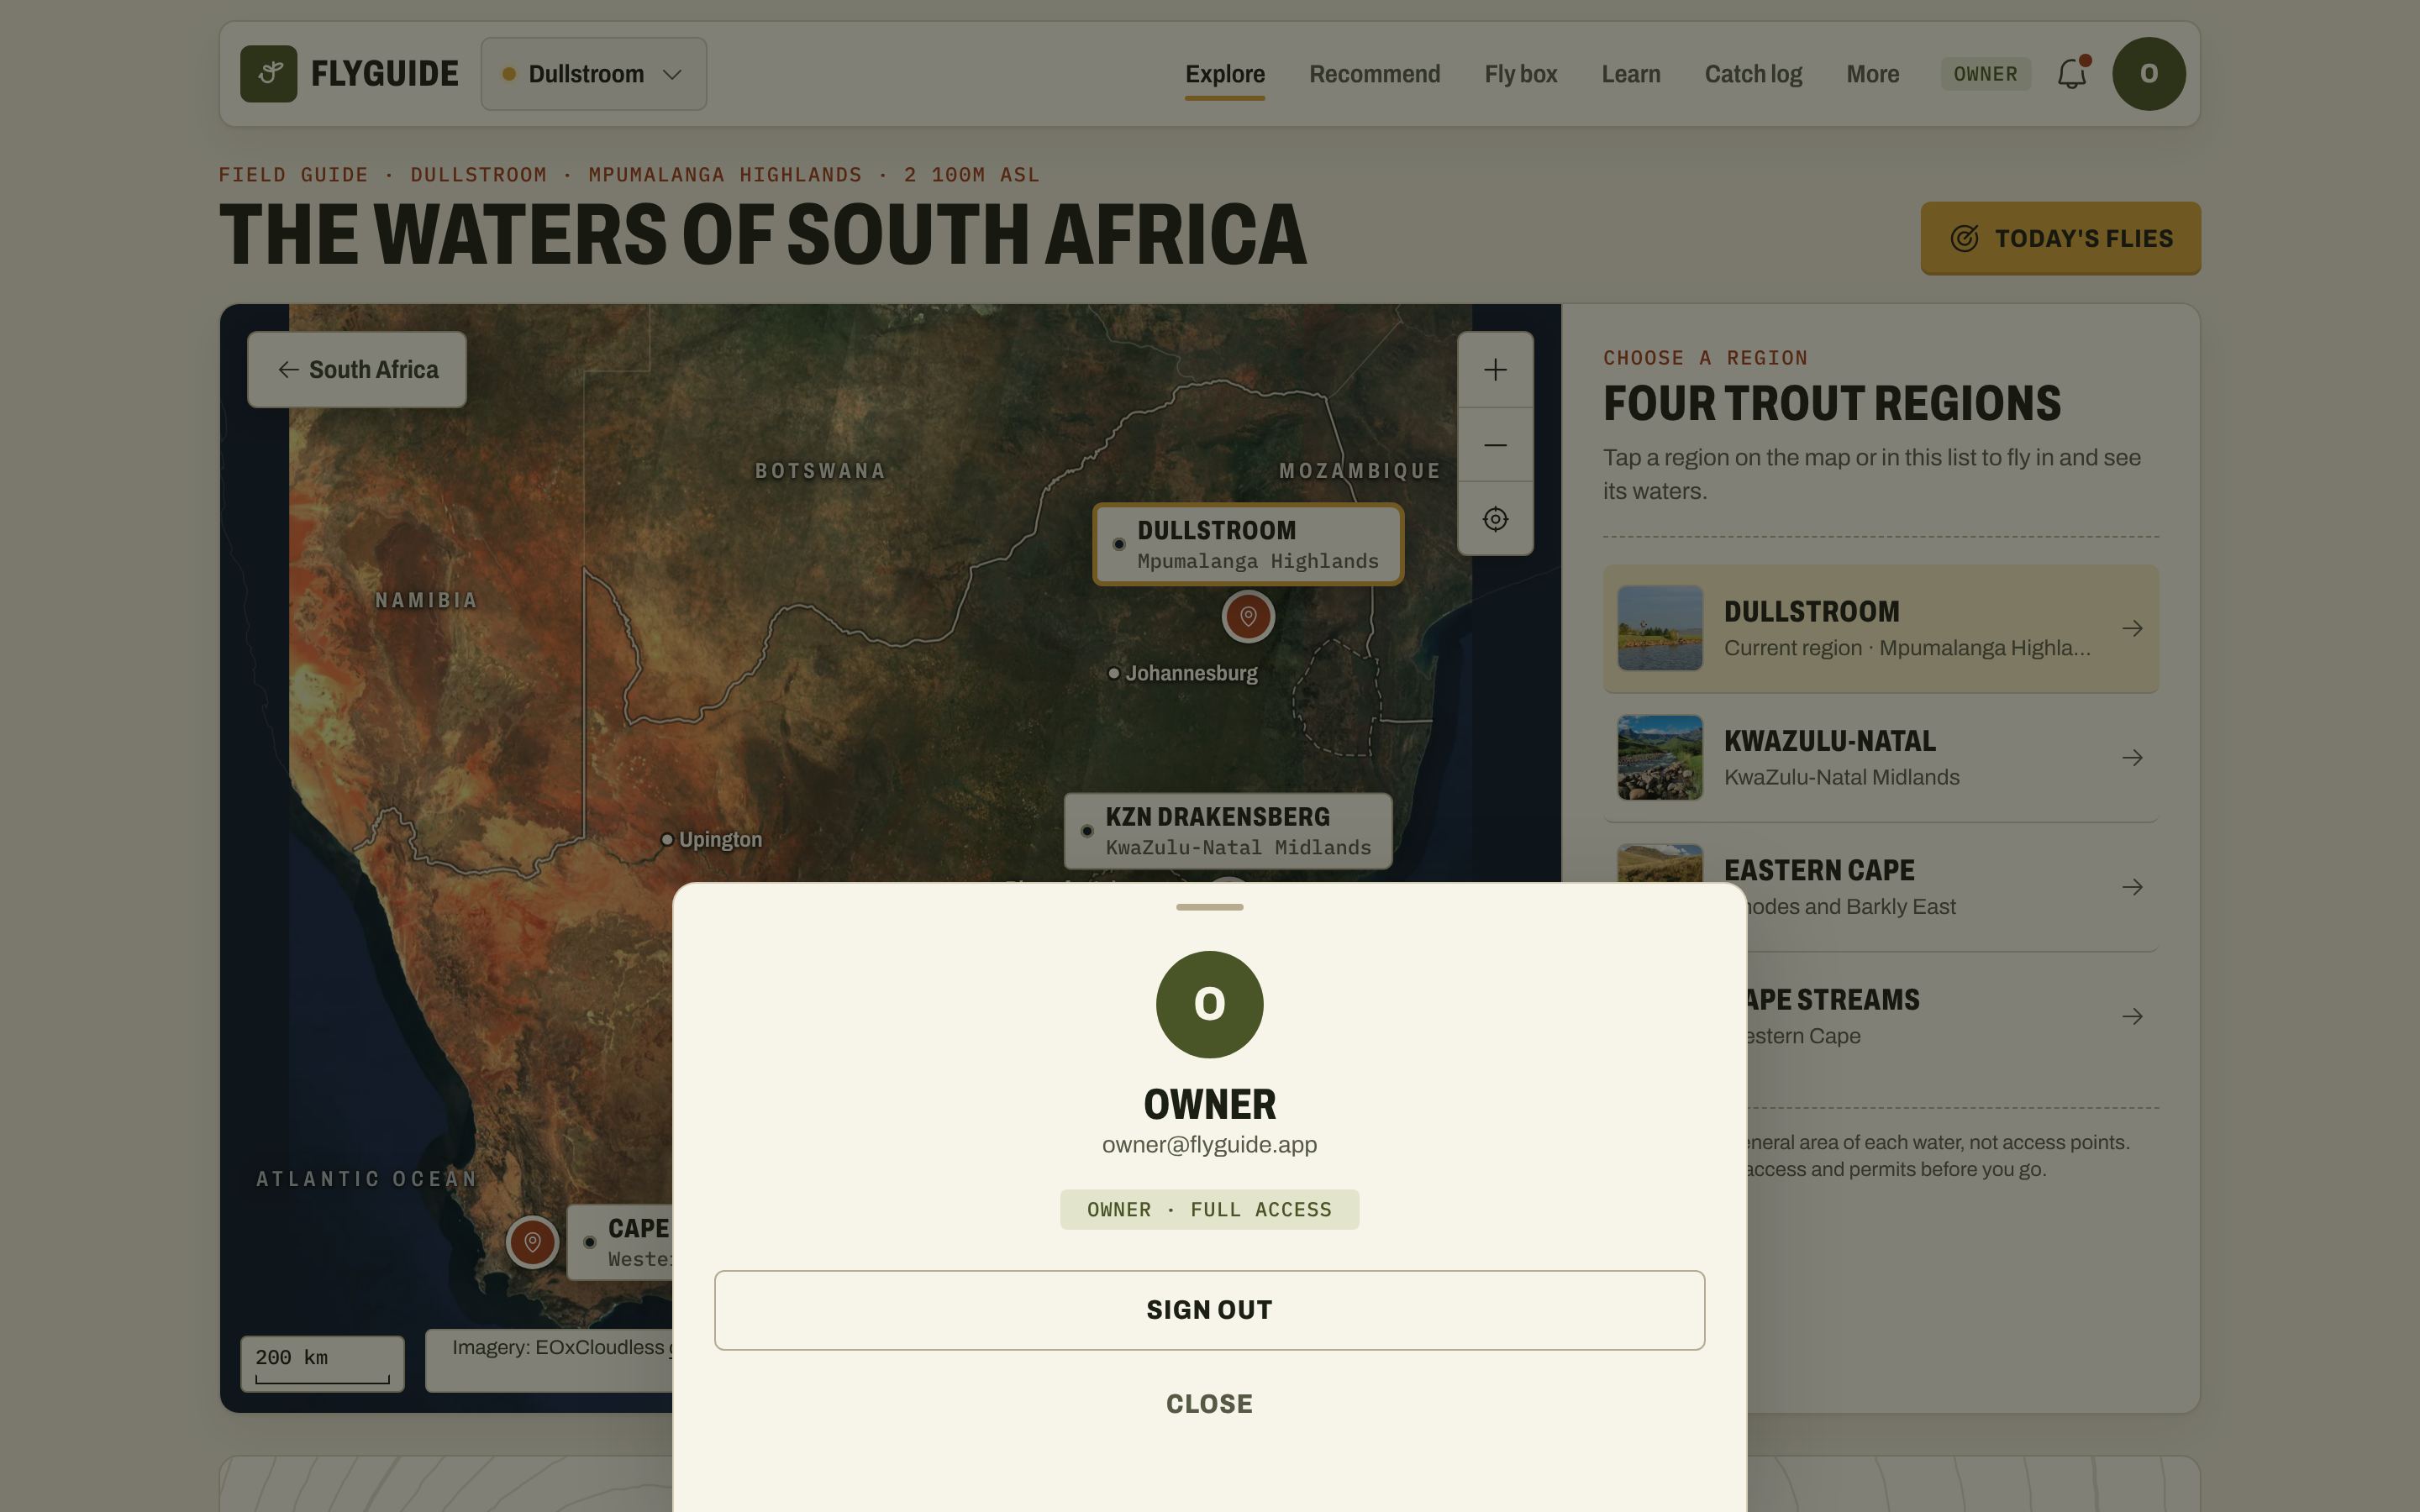 FLYGUIDE
Dullstroom
Explore
Recommend
Fly box
Learn
Catch log
More
OWNER
O
FIELD GUIDE · DULLSTROOM · MPUMALANGA HIGHLANDS · 2 100M ASL
THE WATERS OF SOUTH AFRICA
TODAY'S FLIES
South Africa
BOTSWANA
MOZAMBIQUE
DULLSTROOM
Mpumalanga Highlands
NAMIBIA
Johannesburg
KZN DRAKENSBERG
KwaZulu-Natal Midlands
Upington
ATLANTIC OCEAN
CAPE
200 km
Imagery: EOxCloudless
CHOOSE A REGION
FOUR TROUT REGIONS
Tap a region on the map or in this list to fly in and see
its waters.
DULLSTROOM
Current region · Mpumalanga Highla...
KWAZULU-NATAL
KwaZulu-Natal Midlands
EASTERN CAPE
and Barkly East
STREAMS
Cape
area of each water, not access points.
access and permits before you go.
O
OWNER
owner@flyguide.app
OWNER · FULL ACCESS
SIGN OUT
CLOSE